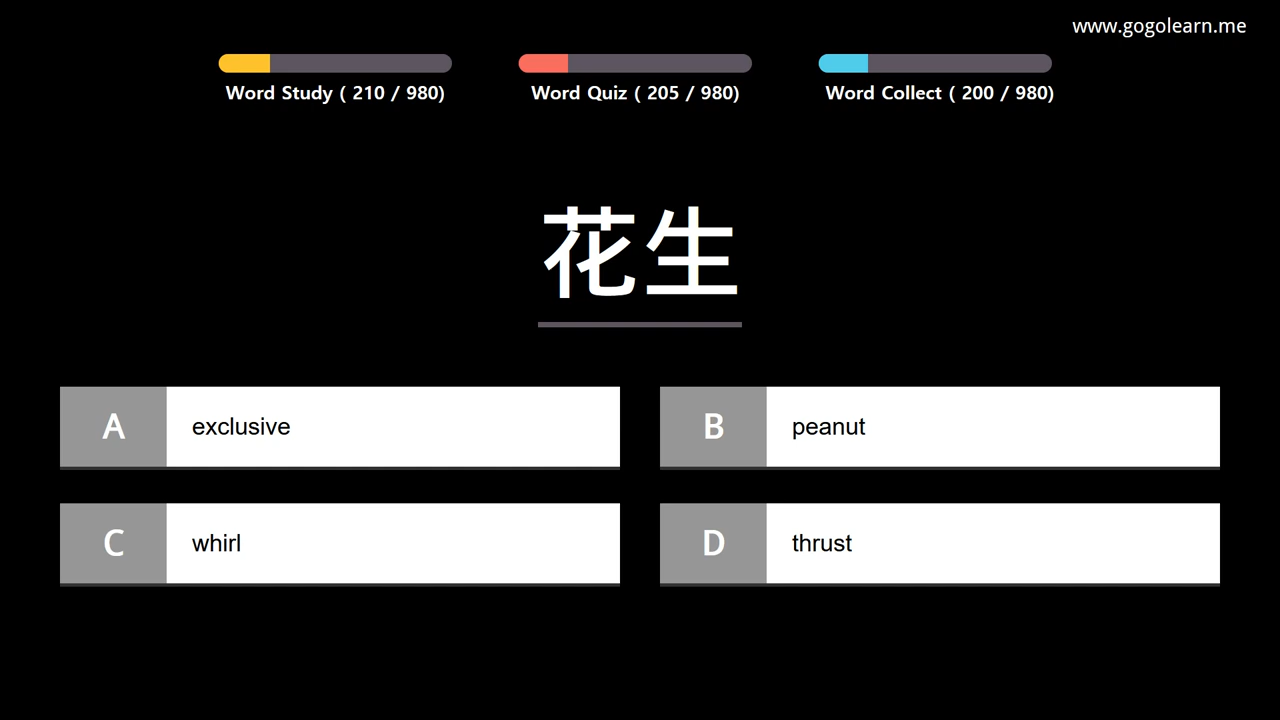 www.gogolearn.me
Word Study ( 210 / 980)
Word Quiz ( 205 / 980)
Word Collect ( 200 / 980)
花生
A exclusive
B peanut
C whirl
D thrust